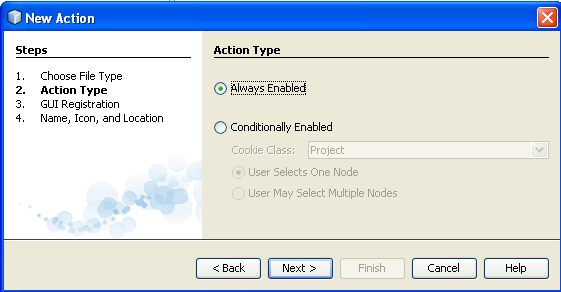 New Action
Steps
1. Choose File Type
2. Action Type
3. GUI Registration
4. Name, Icon, and Location
Action Type
Always Enabled
Conditionally Enabled
Cookie Class: Project
User Selects One Node
User May Select Multiple Nodes
< Back Next > Finish Cancel Help